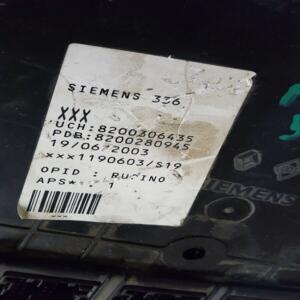 SIEMENS 336
XXX
UCH:8200306435
PDB:8200280945
19/06/2003
xxx1190603/S19
OPID : RUFINO
APS* : 1
SIEMENS